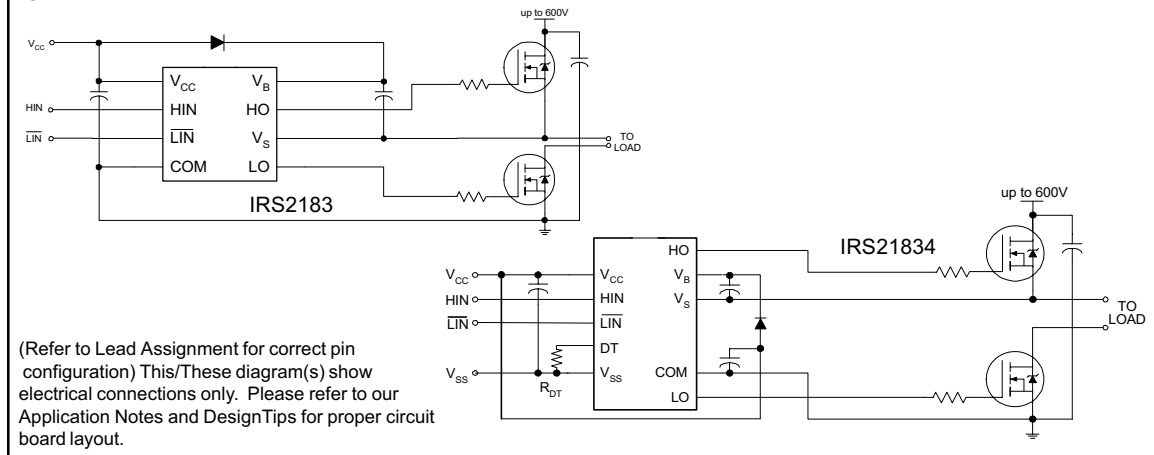 up to 600V
VCC
VCC
VB
HIN
HIN
HO
LIN
LIN
VS
TO
LOAD
COM
LO
IRS2183
up to 600V
IRS21834
HO
VCC
VCC
VB
HIN
HIN
VS
LIN
LIN
TO
LOAD
DT
VSS
RDT
VSS
COM
LO
(Refer to Lead Assignment for correct pin
configuration) This/These diagram(s) show
electrical connections only. Please refer to our
Application Notes and DesignTips for proper circuit
board layout.